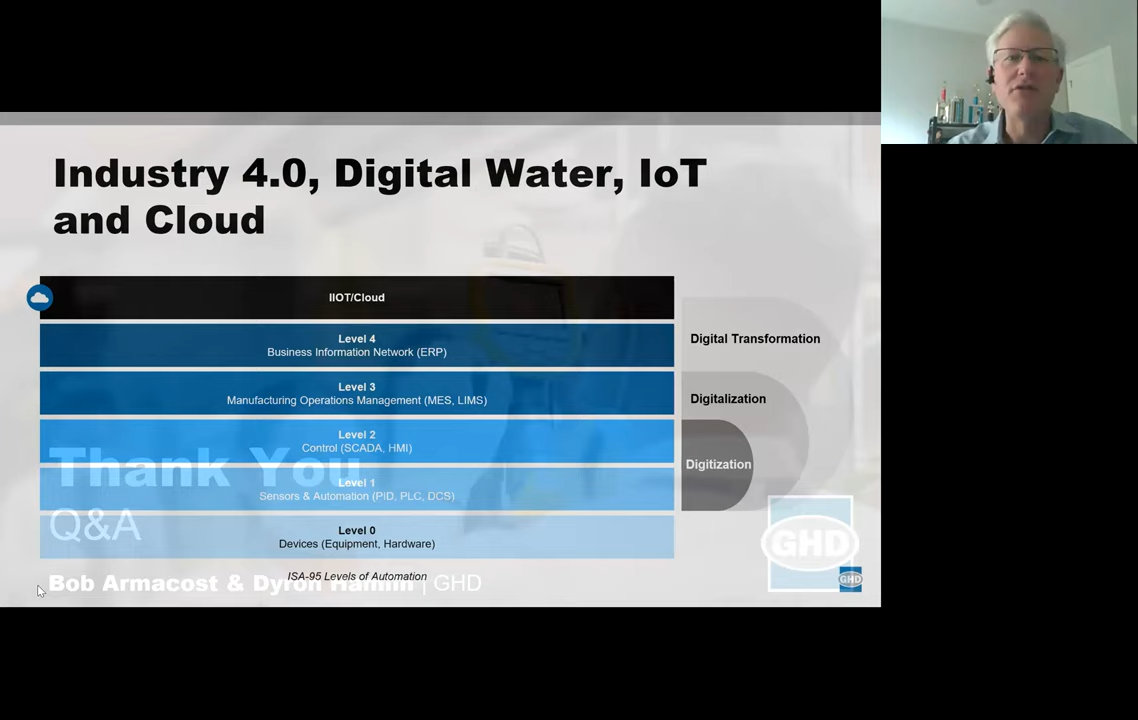 Industry 4.0, Digital Water, IoT
and Cloud
IIOT/Cloud
Level 4
Business Information Network (ERP)
Level 3
Manufacturing Operations Management (MES, LIMS)
Level 2
Control (SCADA, HMI)
Level 1
Sensors & Automation (PID, PLC, DCS)
Level 0
Devices (Equipment, Hardware)
ISA-95 Levels of Automation
Digital Transformation
Digitalization
Digitization
Thank You
Q&A
Bob Armacost & Dyron Hamm | GHD
GHD
GHD